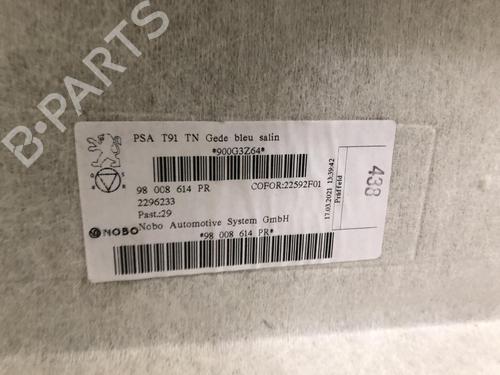 B-PARTS
PSA T91 TN Gede bleu salin
*900G3Z64*
98 008 614 PR COFOR:22592F01
2296233
Past.:29
NOBO
Nobo Automotive System GmbH
*98 008 614 PR*
17.03.2021 13:39:42
Prüffeld
438